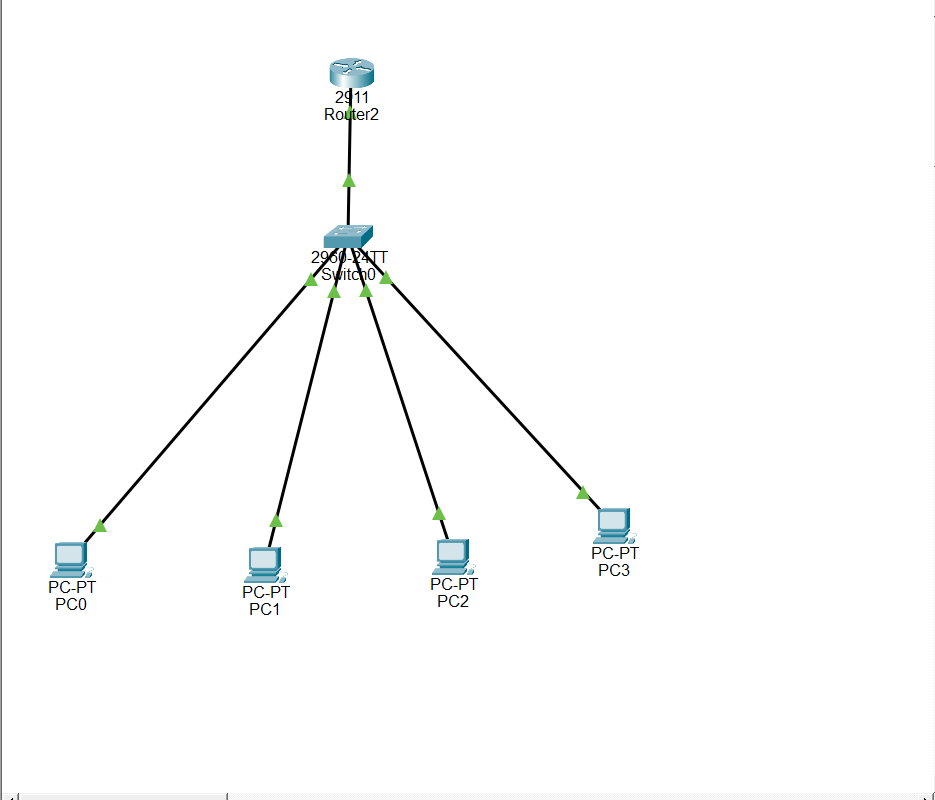 2911
Router2
2960-24TT
Switch0
PC-PT
PC0
PC-PT
PC1
PC-PT
PC2
PC-PT
PC3